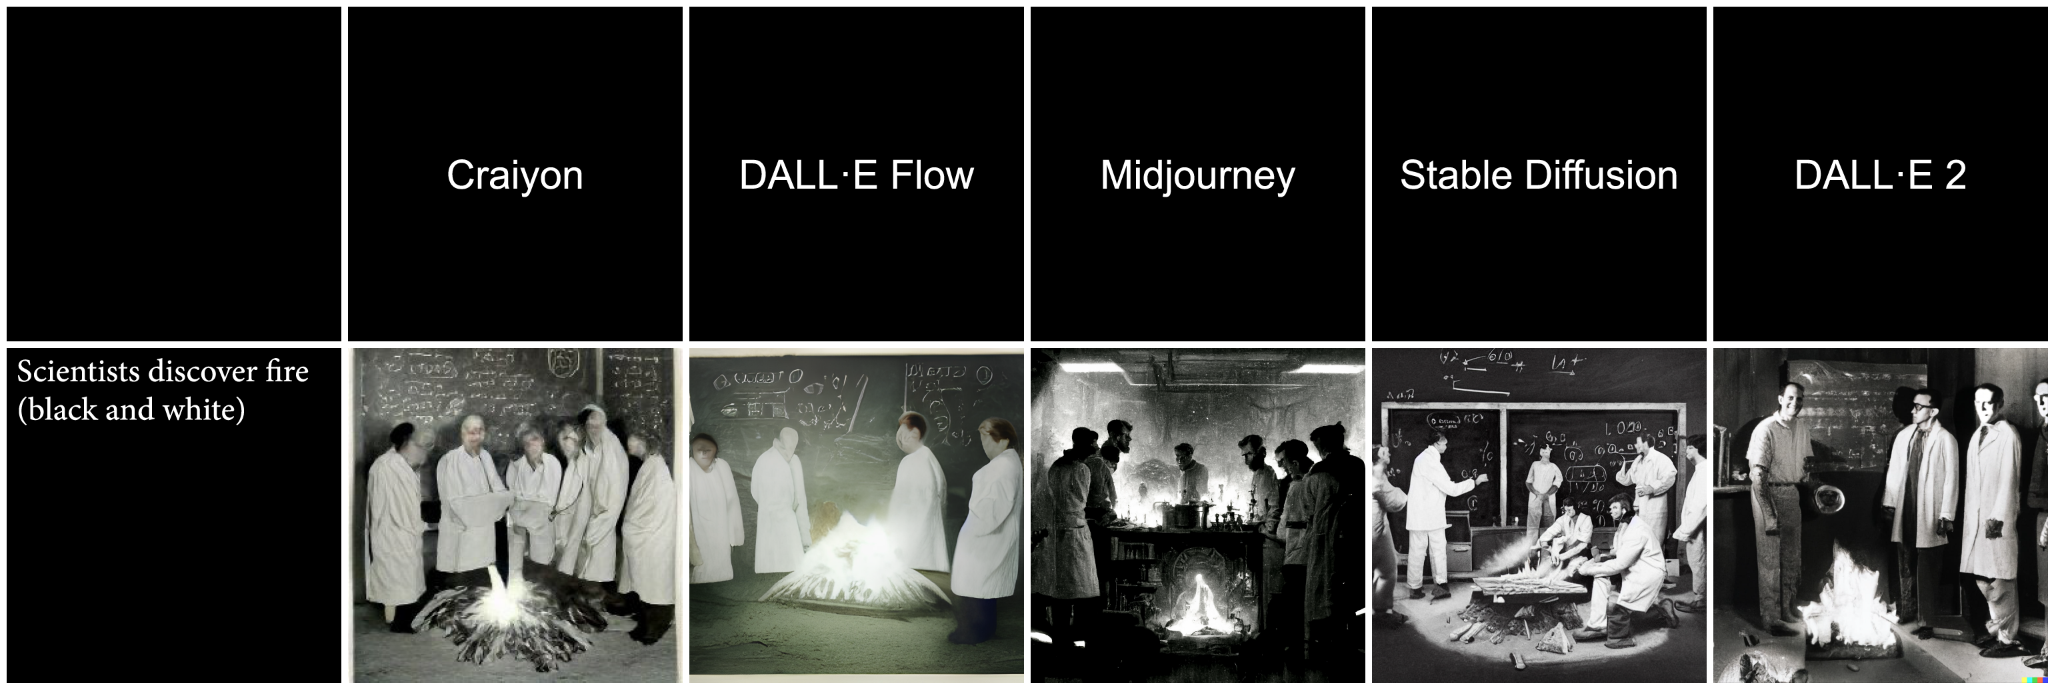 Craiyon
DALL·E Flow
Midjourney
Stable Diffusion
DALL·E 2
Scientists discover fire
(black and white)